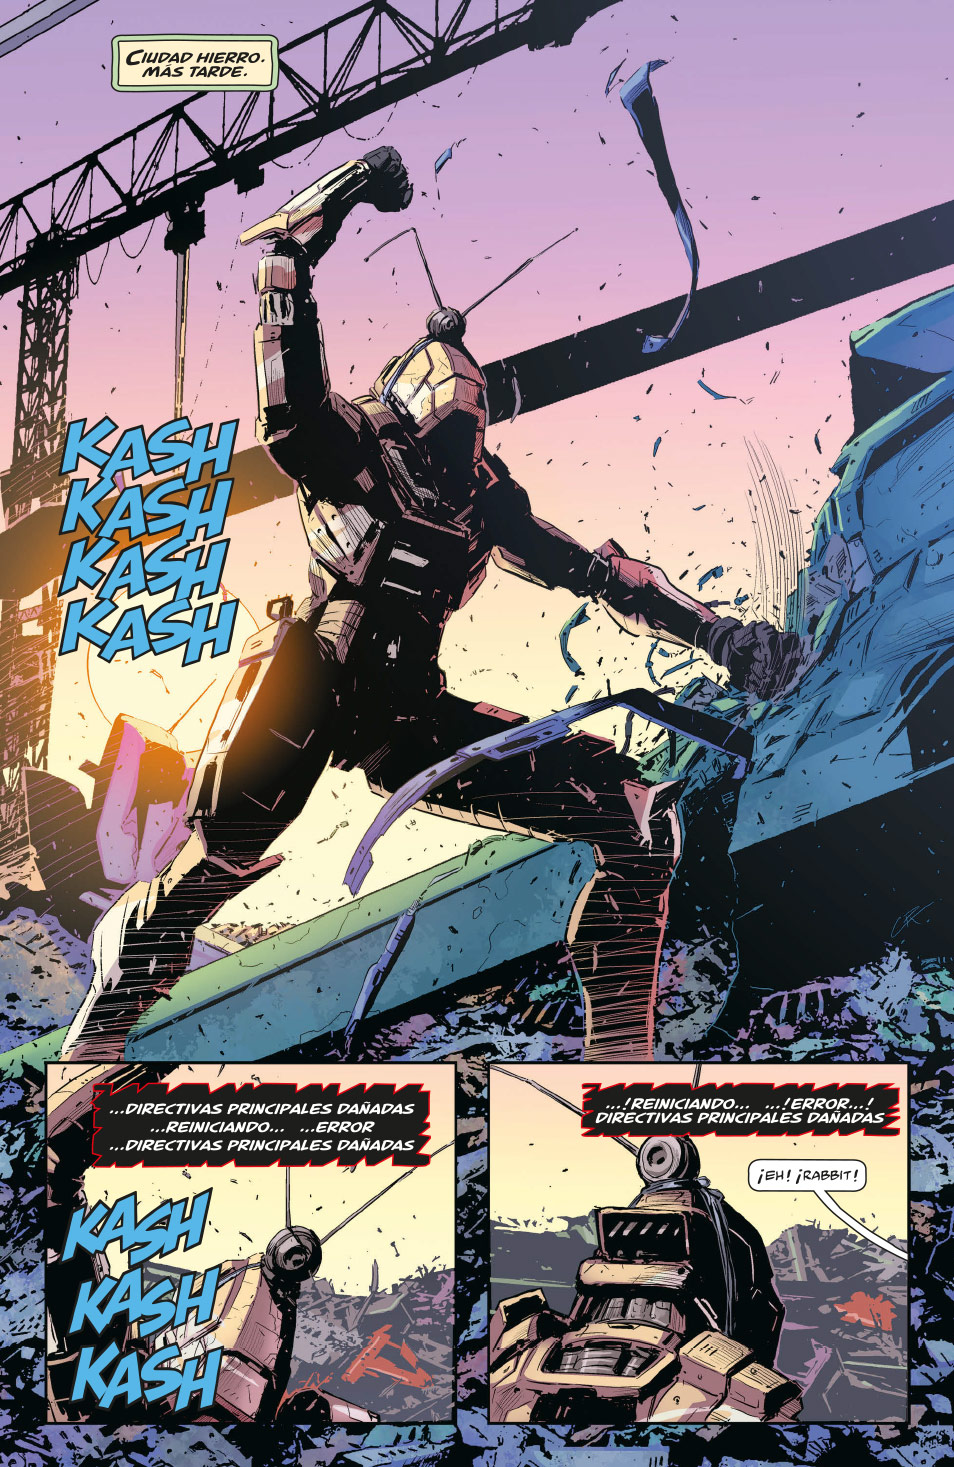 CIUDAD HIERRO.
MÁS TARDE.
KASH
KASH
KASH
KASH
...DIRECTIVAS PRINCIPALES DAÑADAS
...REINICIANDO... ...ERROR
...DIRECTIVAS PRINCIPALES DAÑADAS
KASH
KASH
KASH
...!REINICIANDO... ...!ERROR...!
DIRECTIVAS PRINCIPALES DAÑADAS
¡EH! ¡RABBIT!